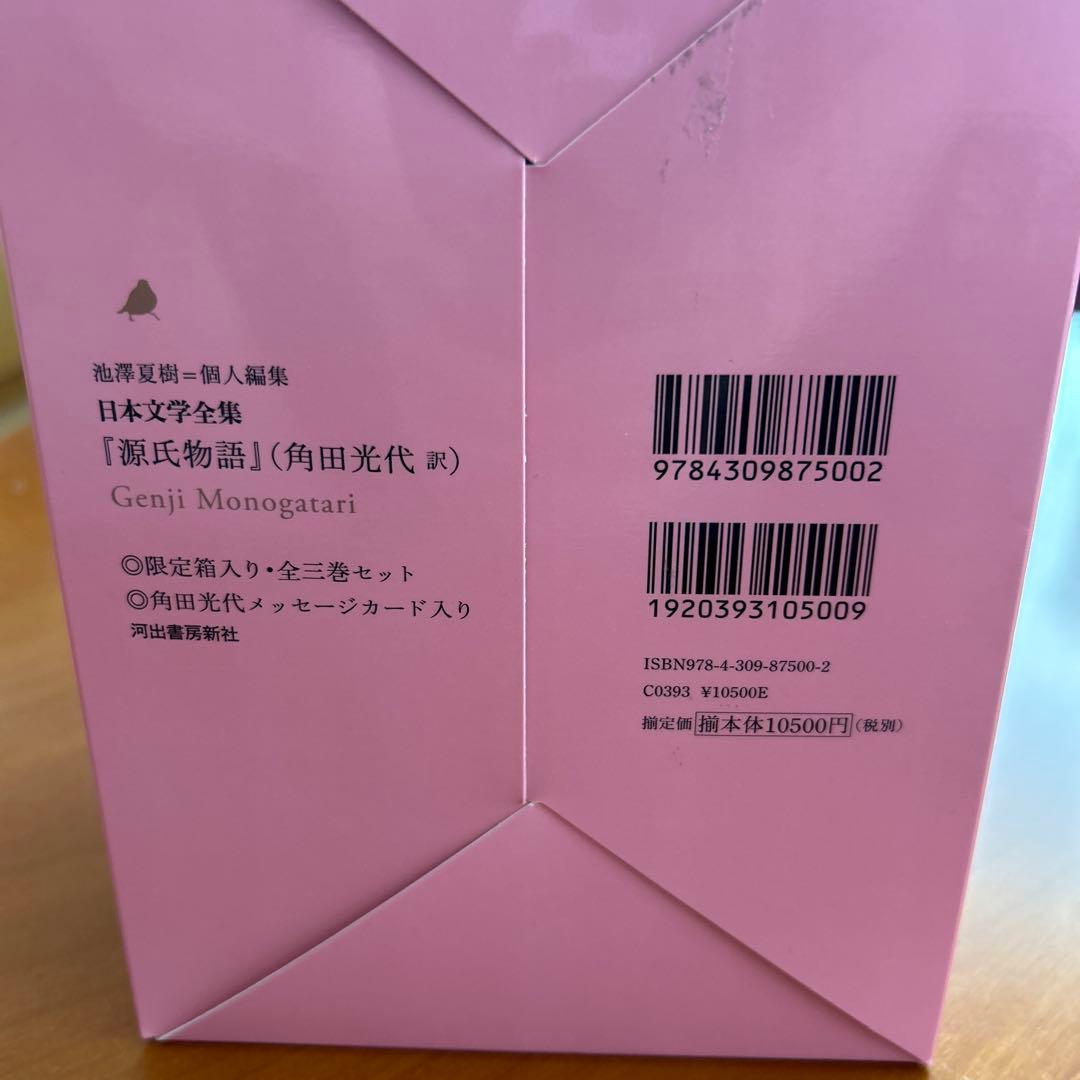 池澤夏樹=個人編集
日本文学全集
『源氏物語』(角田光代 訳)
Genji Monogatari
◎限定箱入り・全三巻セット
◎角田光代メッセージカード入り
河出書房新社
9784309875002
1920393105009
ISBN978-4-309-87500-2
C0393 ¥10500E
揃定価 揃本体10500円(税別)